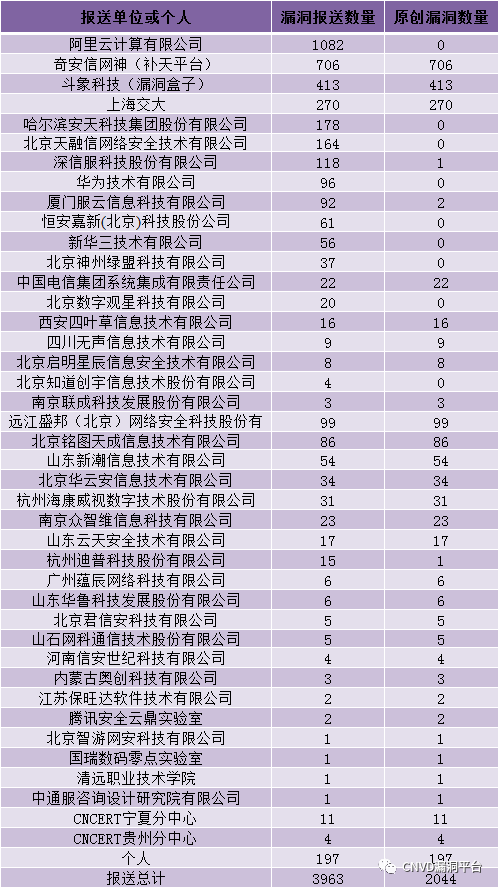 报送单位或个人 漏洞报送数量 原创漏洞数量
阿里云计算有限公司 1082 0
奇安信网神（补天平台） 706 706
斗象科技（漏洞盒子） 413 413
上海交大 270 270
哈尔滨安天科技集团股份有限公司 178 0
北京天融信网络安全技术有限公司 164 0
深信服科技股份有限公司 118 1
华为技术有限公司 96 0
厦门服云信息科技有限公司 92 2
恒安嘉新(北京)科技股份公司 61 0
新华三技术有限公司 56 0
北京神州绿盟科技有限公司 37 0
中国电信集团系统集成有限责任公司 22 22
北京数字观星科技有限公司 20 0
西安四叶草信息技术有限公司 16 16
四川无声信息技术有限公司 9 9
北京启明星辰信息安全技术有限公司 8 8
北京知道创宇信息技术股份有限公司 4 0
南京联成科技发展股份有限公司 3 3
远江盛邦（北京）网络安全科技股份有 99 99
北京铭图天成信息技术有限公司 86 86
山东新潮信息技术有限公司 54 54
北京华云安信息技术有限公司 34 34
杭州海康威视数字技术股份有限公司 31 31
南京众智维信息科技有限公司 23 23
山东云天安全技术有限公司 17 17
杭州迪普科技股份有限公司 15 1
广州蕴辰网络科技有限公司 6 6
山东华鲁科技发展股份有限公司 6 6
北京君信安科技有限公司 5 5
山石网科通信技术股份有限公司 5 5
河南信安世纪科技有限公司 4 4
内蒙古奥创科技有限公司 3 3
江苏保旺达软件技术有限公司 2 2
腾讯安全云鼎实验室 2 2
北京智游网安科技有限公司 1 1
国瑞数码零点实验室 1 1
清远职业技术学院 1 1
中通服咨询设计研究院有限公司 1 1
CNCERT宁夏分中心 11 11
CNCERT贵州分中心 4 4
个人 197 197
报送总计 3963 2044
CNVD漏洞平台